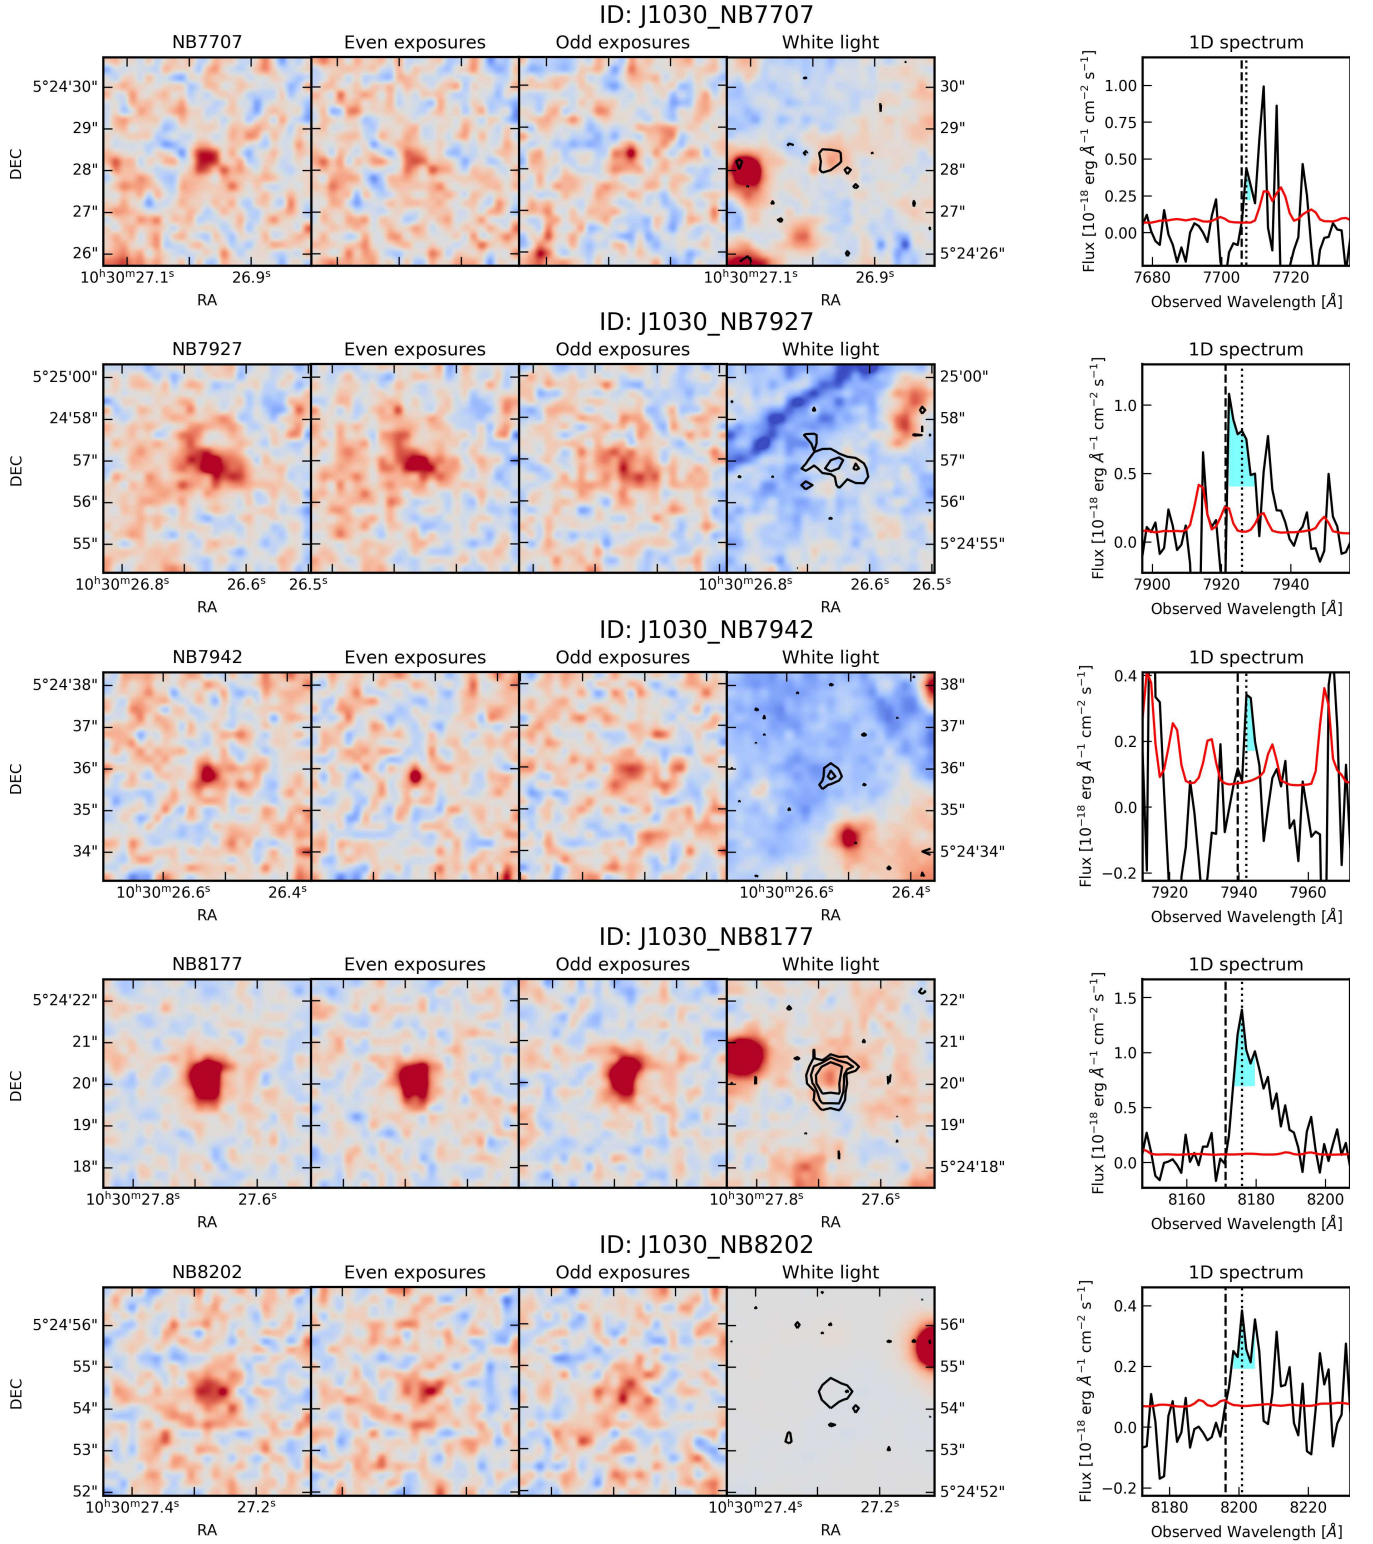 ID: J1030_NB7707
NB7707 Even exposures Odd exposures White light 1D spectrum
5°24'30" 30"
29" 29"
28" 28"
27" 27"
26" 5°24'26"
DEC
10ʰ30ᵐ27.1ˢ 26.9ˢ 10ʰ30ᵐ27.1ˢ 26.9ˢ
RA RA
Flux [10⁻¹⁸ erg Å⁻¹ cm⁻² s⁻¹]
1.00
0.75
0.50
0.25
0.00
7680 7700 7720
Observed Wavelength [Å]
ID: J1030_NB7927
NB7927 Even exposures Odd exposures White light 1D spectrum
5°25'00" 25'00"
24'58" 58"
57" 57"
56" 56"
55" 5°24'55"
DEC
10ʰ30ᵐ26.8ˢ 26.6ˢ 26.5ˢ 10ʰ30ᵐ26.8ˢ 26.6ˢ 26.5ˢ
RA RA
Flux [10⁻¹⁸ erg Å⁻¹ cm⁻² s⁻¹]
1.0
0.5
0.0
7900 7920 7940
Observed Wavelength [Å]
ID: J1030_NB7942
NB7942 Even exposures Odd exposures White light 1D spectrum
5°24'38" 38"
37" 37"
36" 36"
35" 35"
34" 5°24'34"
DEC
10ʰ30ᵐ26.6ˢ 26.4ˢ 10ʰ30ᵐ26.6ˢ 26.4ˢ
RA RA
Flux [10⁻¹⁸ erg Å⁻¹ cm⁻² s⁻¹]
0.4
0.2
0.0
−0.2
7920 7940 7960
Observed Wavelength [Å]
ID: J1030_NB8177
NB8177 Even exposures Odd exposures White light 1D spectrum
5°24'22" 22"
21" 21"
20" 20"
19" 19"
18" 5°24'18"
DEC
10ʰ30ᵐ27.8ˢ 27.6ˢ 10ʰ30ᵐ27.8ˢ 27.6ˢ
RA RA
Flux [10⁻¹⁸ erg Å⁻¹ cm⁻² s⁻¹]
1.5
1.0
0.5
0.0
8160 8180 8200
Observed Wavelength [Å]
ID: J1030_NB8202
NB8202 Even exposures Odd exposures White light 1D spectrum
5°24'56" 56"
55" 55"
54" 54"
53" 53"
52" 5°24'52"
DEC
10ʰ30ᵐ27.4ˢ 27.2ˢ 10ʰ30ᵐ27.4ˢ 27.2ˢ
RA RA
Flux [10⁻¹⁸ erg Å⁻¹ cm⁻² s⁻¹]
0.4
0.2
0.0
−0.2
8180 8200 8220
Observed Wavelength [Å]